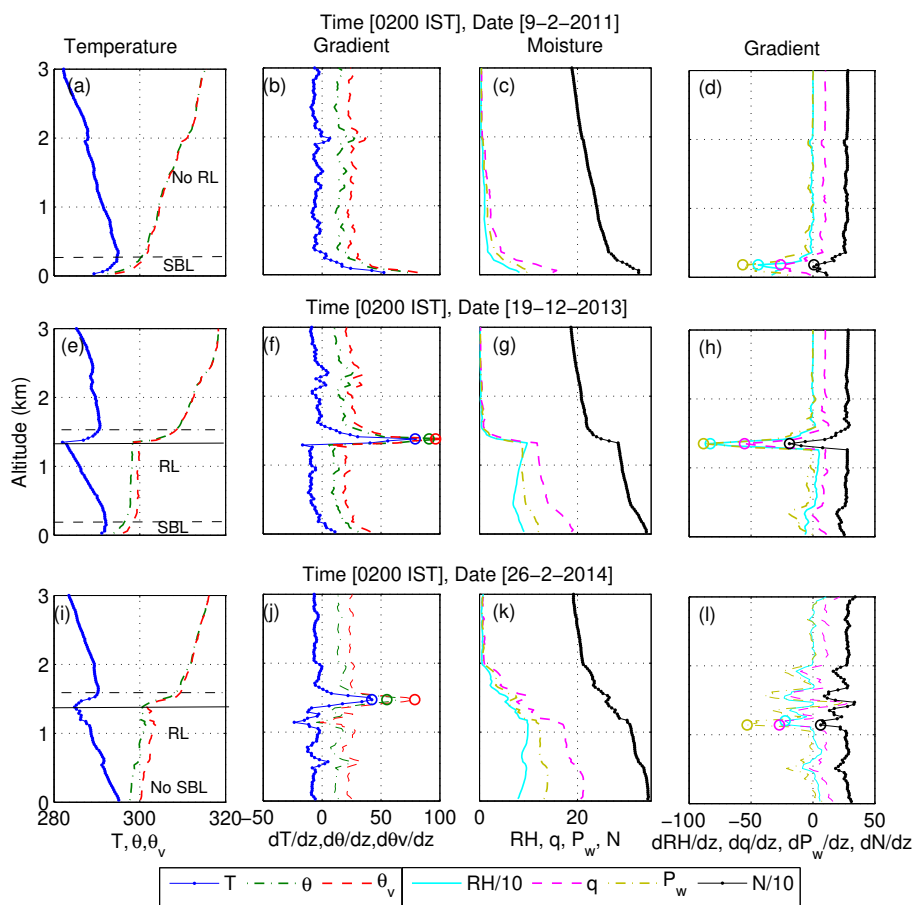 Time [0200 IST], Date [9−2−2011]
Temperature Gradient Moisture Gradient
3 (a) (b) (c) (d)
2
No RL
1
SBL
0
Time [0200 IST], Date [19−12−2013]
3 (e) (f) (g) (h)
2
Altitude (km)
1 RL
SBL
0
Time [0200 IST], Date [26−2−2014]
3 (i) (j) (k) (l)
2
1 RL
No SBL
0
280 300 320 −50 0 50 100 0 20 −100 −50 0 50
T, θ,θv dT/dz,dθ/dz,dθv/dz RH, q, Pw, N dRH/dz, dq/dz, dPw/dz, dN/dz
T θ θv RH/10 q Pw N/10